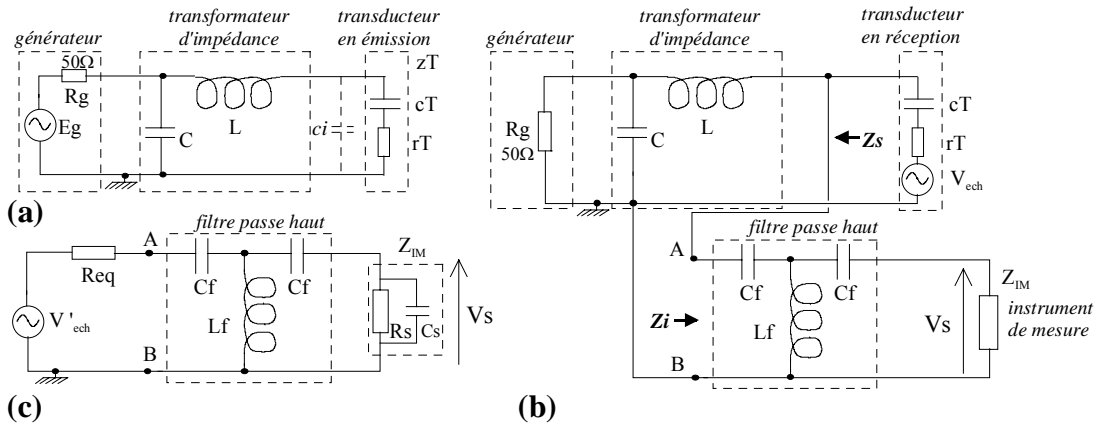 générateur
transformateur
d'impédance
transducteur
en émission
50Ω
Rg
Eg
C
L
ci
zT
cT
rT
(a)
générateur
transformateur
d'impédance
transducteur
en réception
Rg
50Ω
C
L
Zs
cT
rT
Vech
filtre passe haut
A
Cf
Cf
Zi
Lf
B
Vs
ZIM
instrument
de mesure
(b)
filtre passe haut
Req
A
Cf
Cf
ZIM
V'ech
Lf
Rs
Cs
Vs
B
(c)